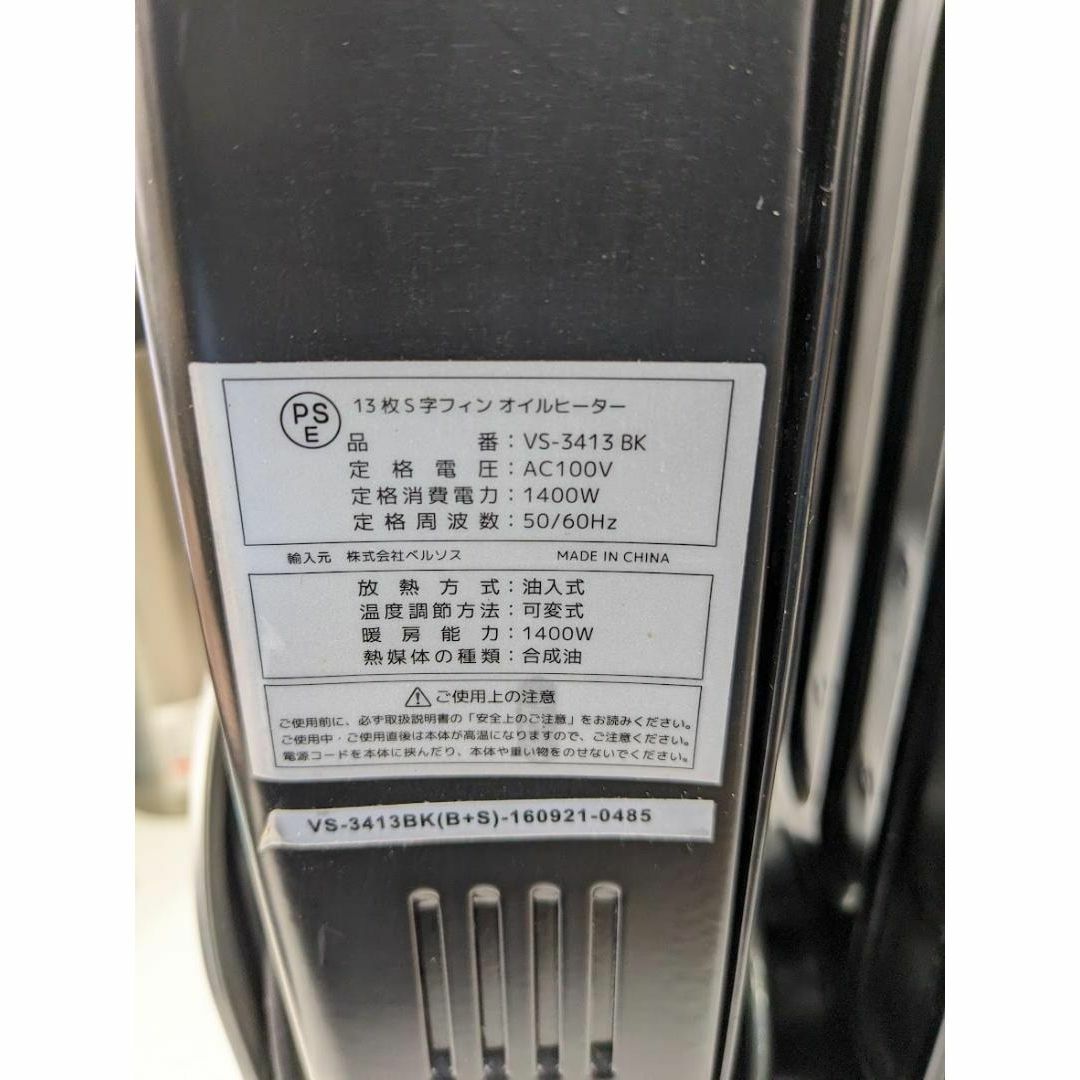 PSE
13枚S字フィン オイルヒーター
品番：VS-3413 BK
定格電圧：AC100V
定格消費電力：1400W
定格周波数：50/60Hz
輸入元 株式会社ベルソス MADE IN CHINA
放熱方式：油入式
温度調節方法：可変式
暖房能力：1400W
熱媒体の種類：合成油
⚠ご使用上の注意
ご使用前に、必ず取扱説明書の「安全上のご注意」をお読みください。
ご使用中・ご使用直後は本体が高温になりますので、ご注意ください。
電源コードを本体に挟んだり、本体や重い物をのせないでください。
VS-3413BK(B+S)-160921-0485